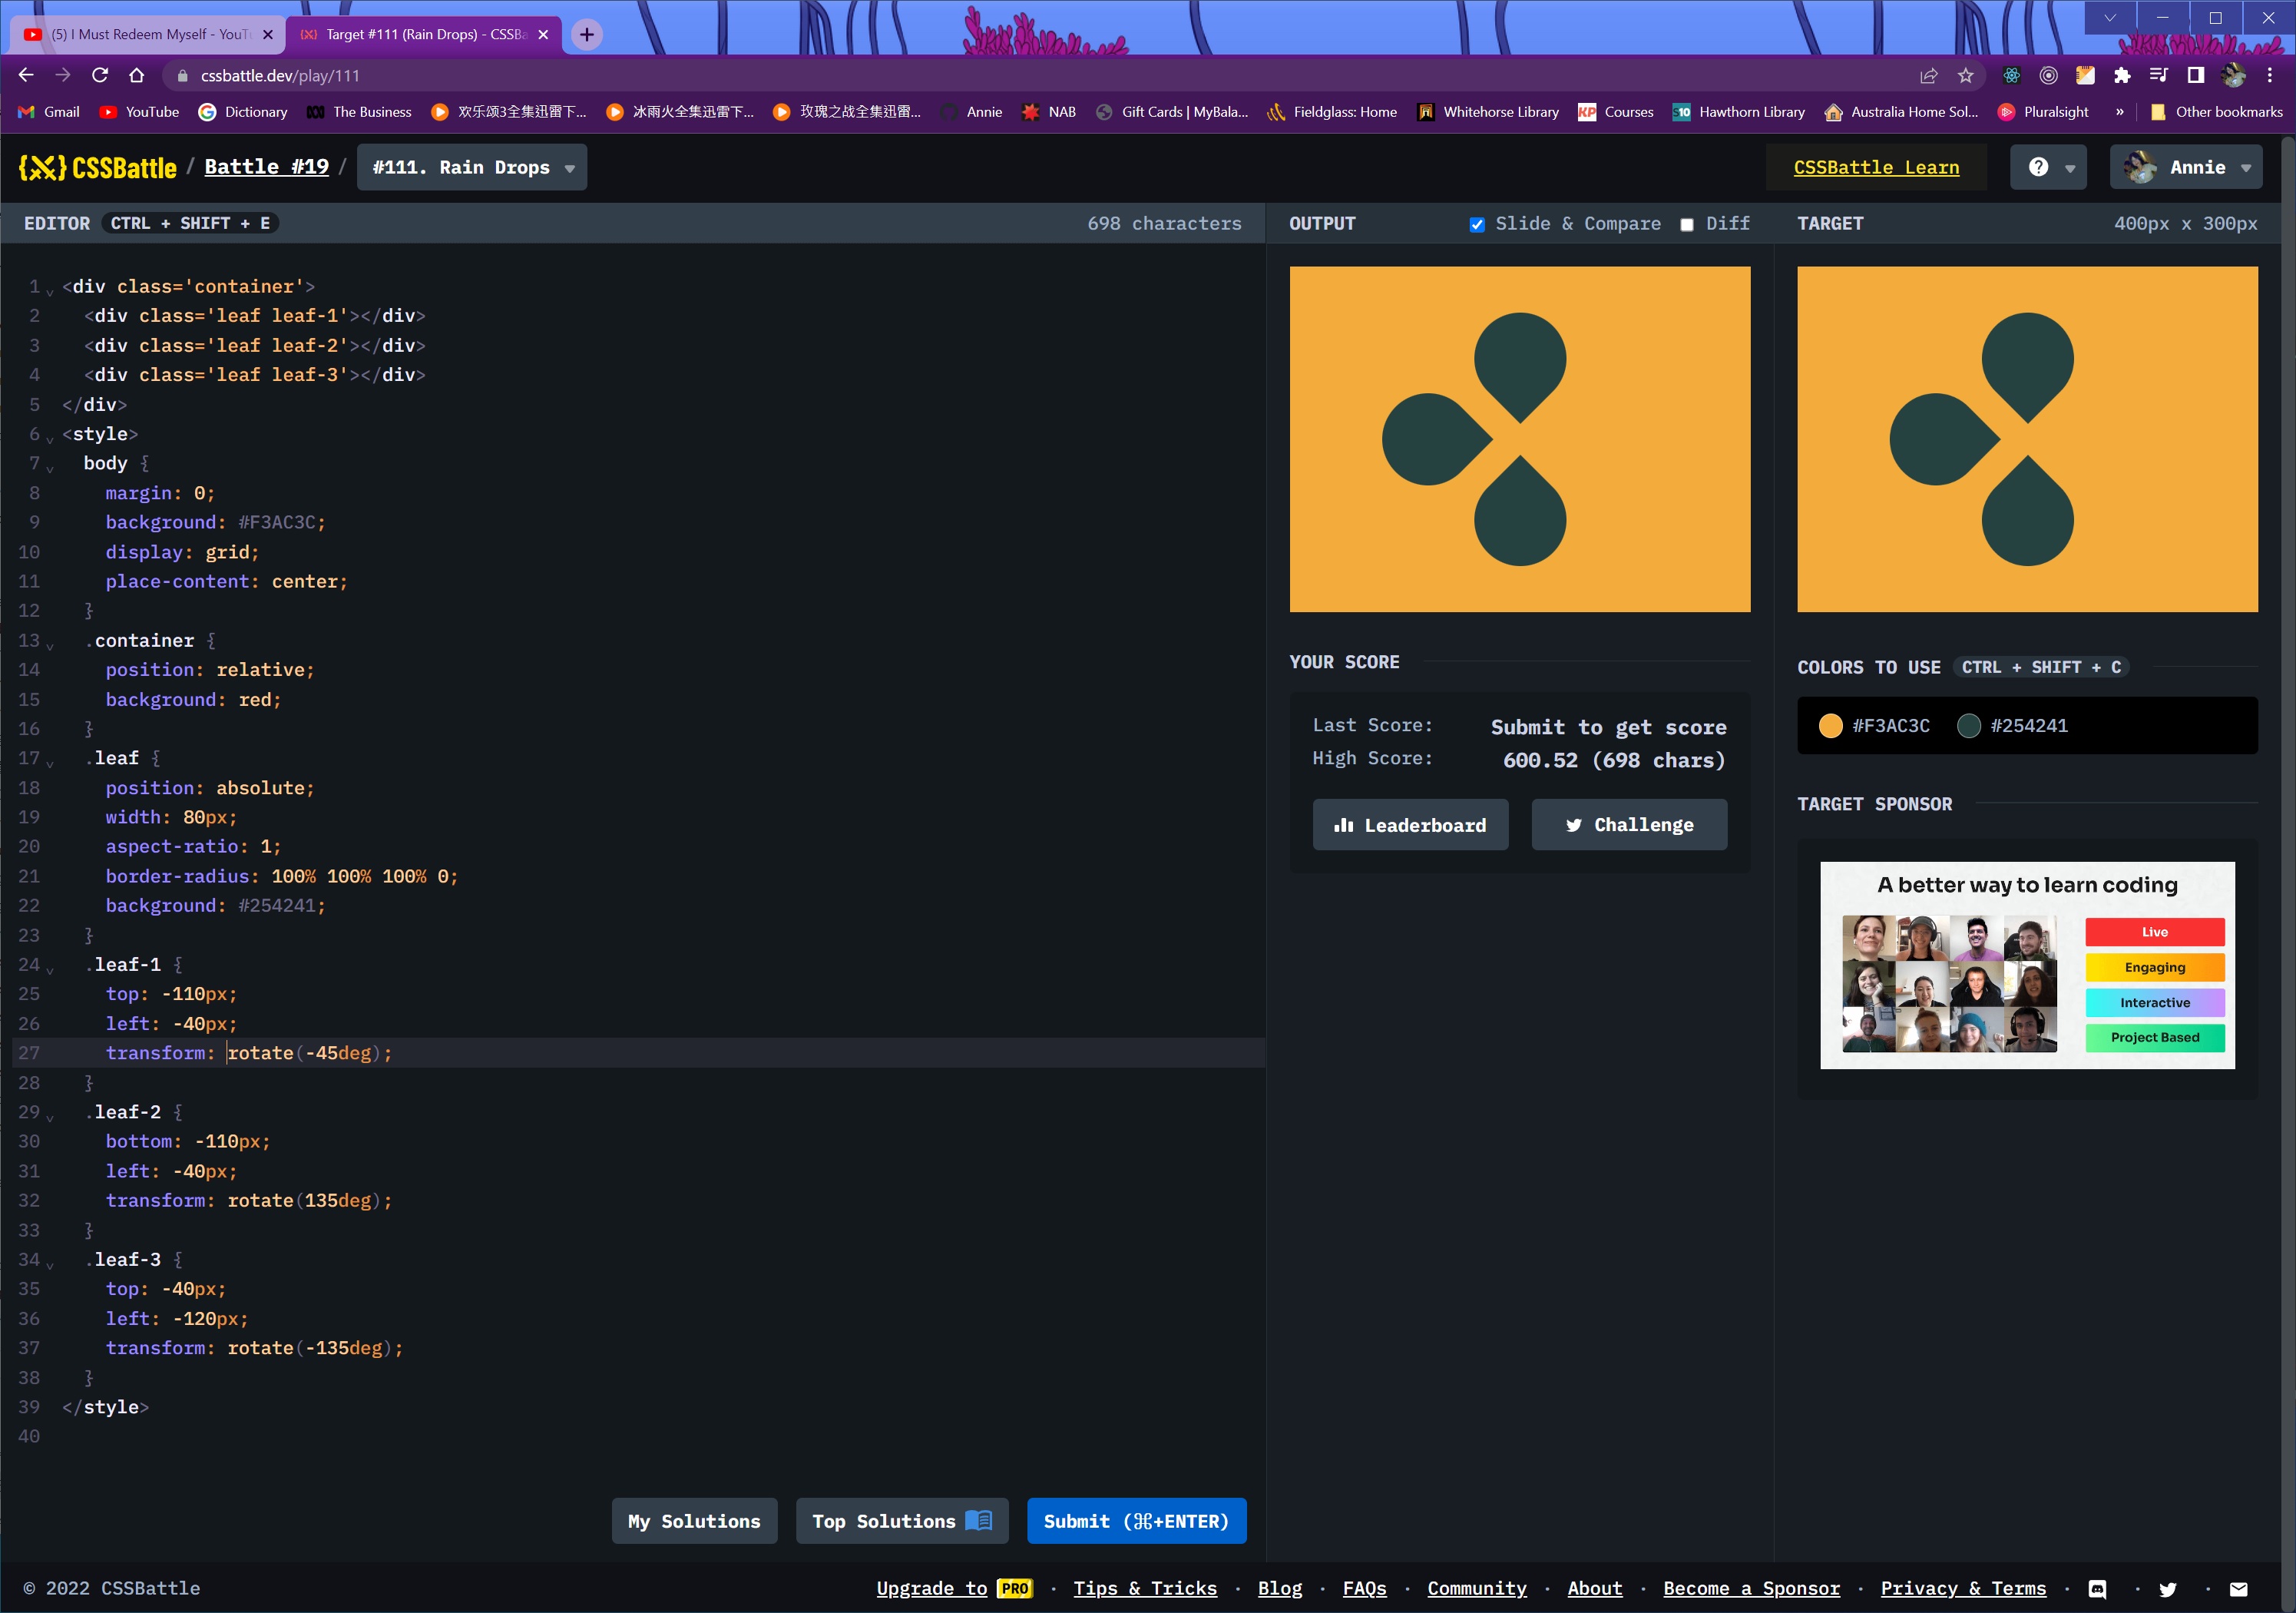 (5) I Must Redeem Myself - YouT
Target #111 (Rain Drops) - CSSBa
cssbattle.dev/play/111
Gmail YouTube Dictionary The Business 欢乐颂3全集迅雷下... 冰雨火全集迅雷下... 玫瑰之战全集迅雷... Annie NAB Gift Cards | MyBala... Fieldglass: Home Whitehorse Library KP Courses S10 Hawthorn Library Australia Home Sol... Pluralsight » Other bookmarks
CSSBattle / Battle #19 / #111. Rain Drops CSSBattle Learn Annie
EDITOR CTRL + SHIFT + E 698 characters
OUTPUT Slide & Compare Diff
TARGET 400px x 300px
1 <div class='container'>
2 <div class='leaf leaf-1'></div>
3 <div class='leaf leaf-2'></div>
4 <div class='leaf leaf-3'></div>
5 </div>
6 <style>
7 body {
8 margin: 0;
9 background: #F3AC3C;
10 display: grid;
11 place-content: center;
12 }
13 .container {
14 position: relative;
15 background: red;
16 }
17 .leaf {
18 position: absolute;
19 width: 80px;
20 aspect-ratio: 1;
21 border-radius: 100% 100% 100% 0;
22 background: #254241;
23 }
24 .leaf-1 {
25 top: -110px;
26 left: -40px;
27 transform: rotate(-45deg);
28 }
29 .leaf-2 {
30 bottom: -110px;
31 left: -40px;
32 transform: rotate(135deg);
33 }
34 .leaf-3 {
35 top: -40px;
36 left: -120px;
37 transform: rotate(-135deg);
38 }
39 </style>
40
My Solutions Top Solutions Submit (⌘+ENTER)
YOUR SCORE
Last Score: Submit to get score
High Score: 600.52 (698 chars)
Leaderboard Challenge
COLORS TO USE CTRL + SHIFT + C
#F3AC3C #254241
TARGET SPONSOR
A better way to learn coding
Live
Engaging
Interactive
Project Based
© 2022 CSSBattle
Upgrade to PRO · Tips & Tricks · Blog · FAQs · Community · About · Become a Sponsor · Privacy & Terms ·